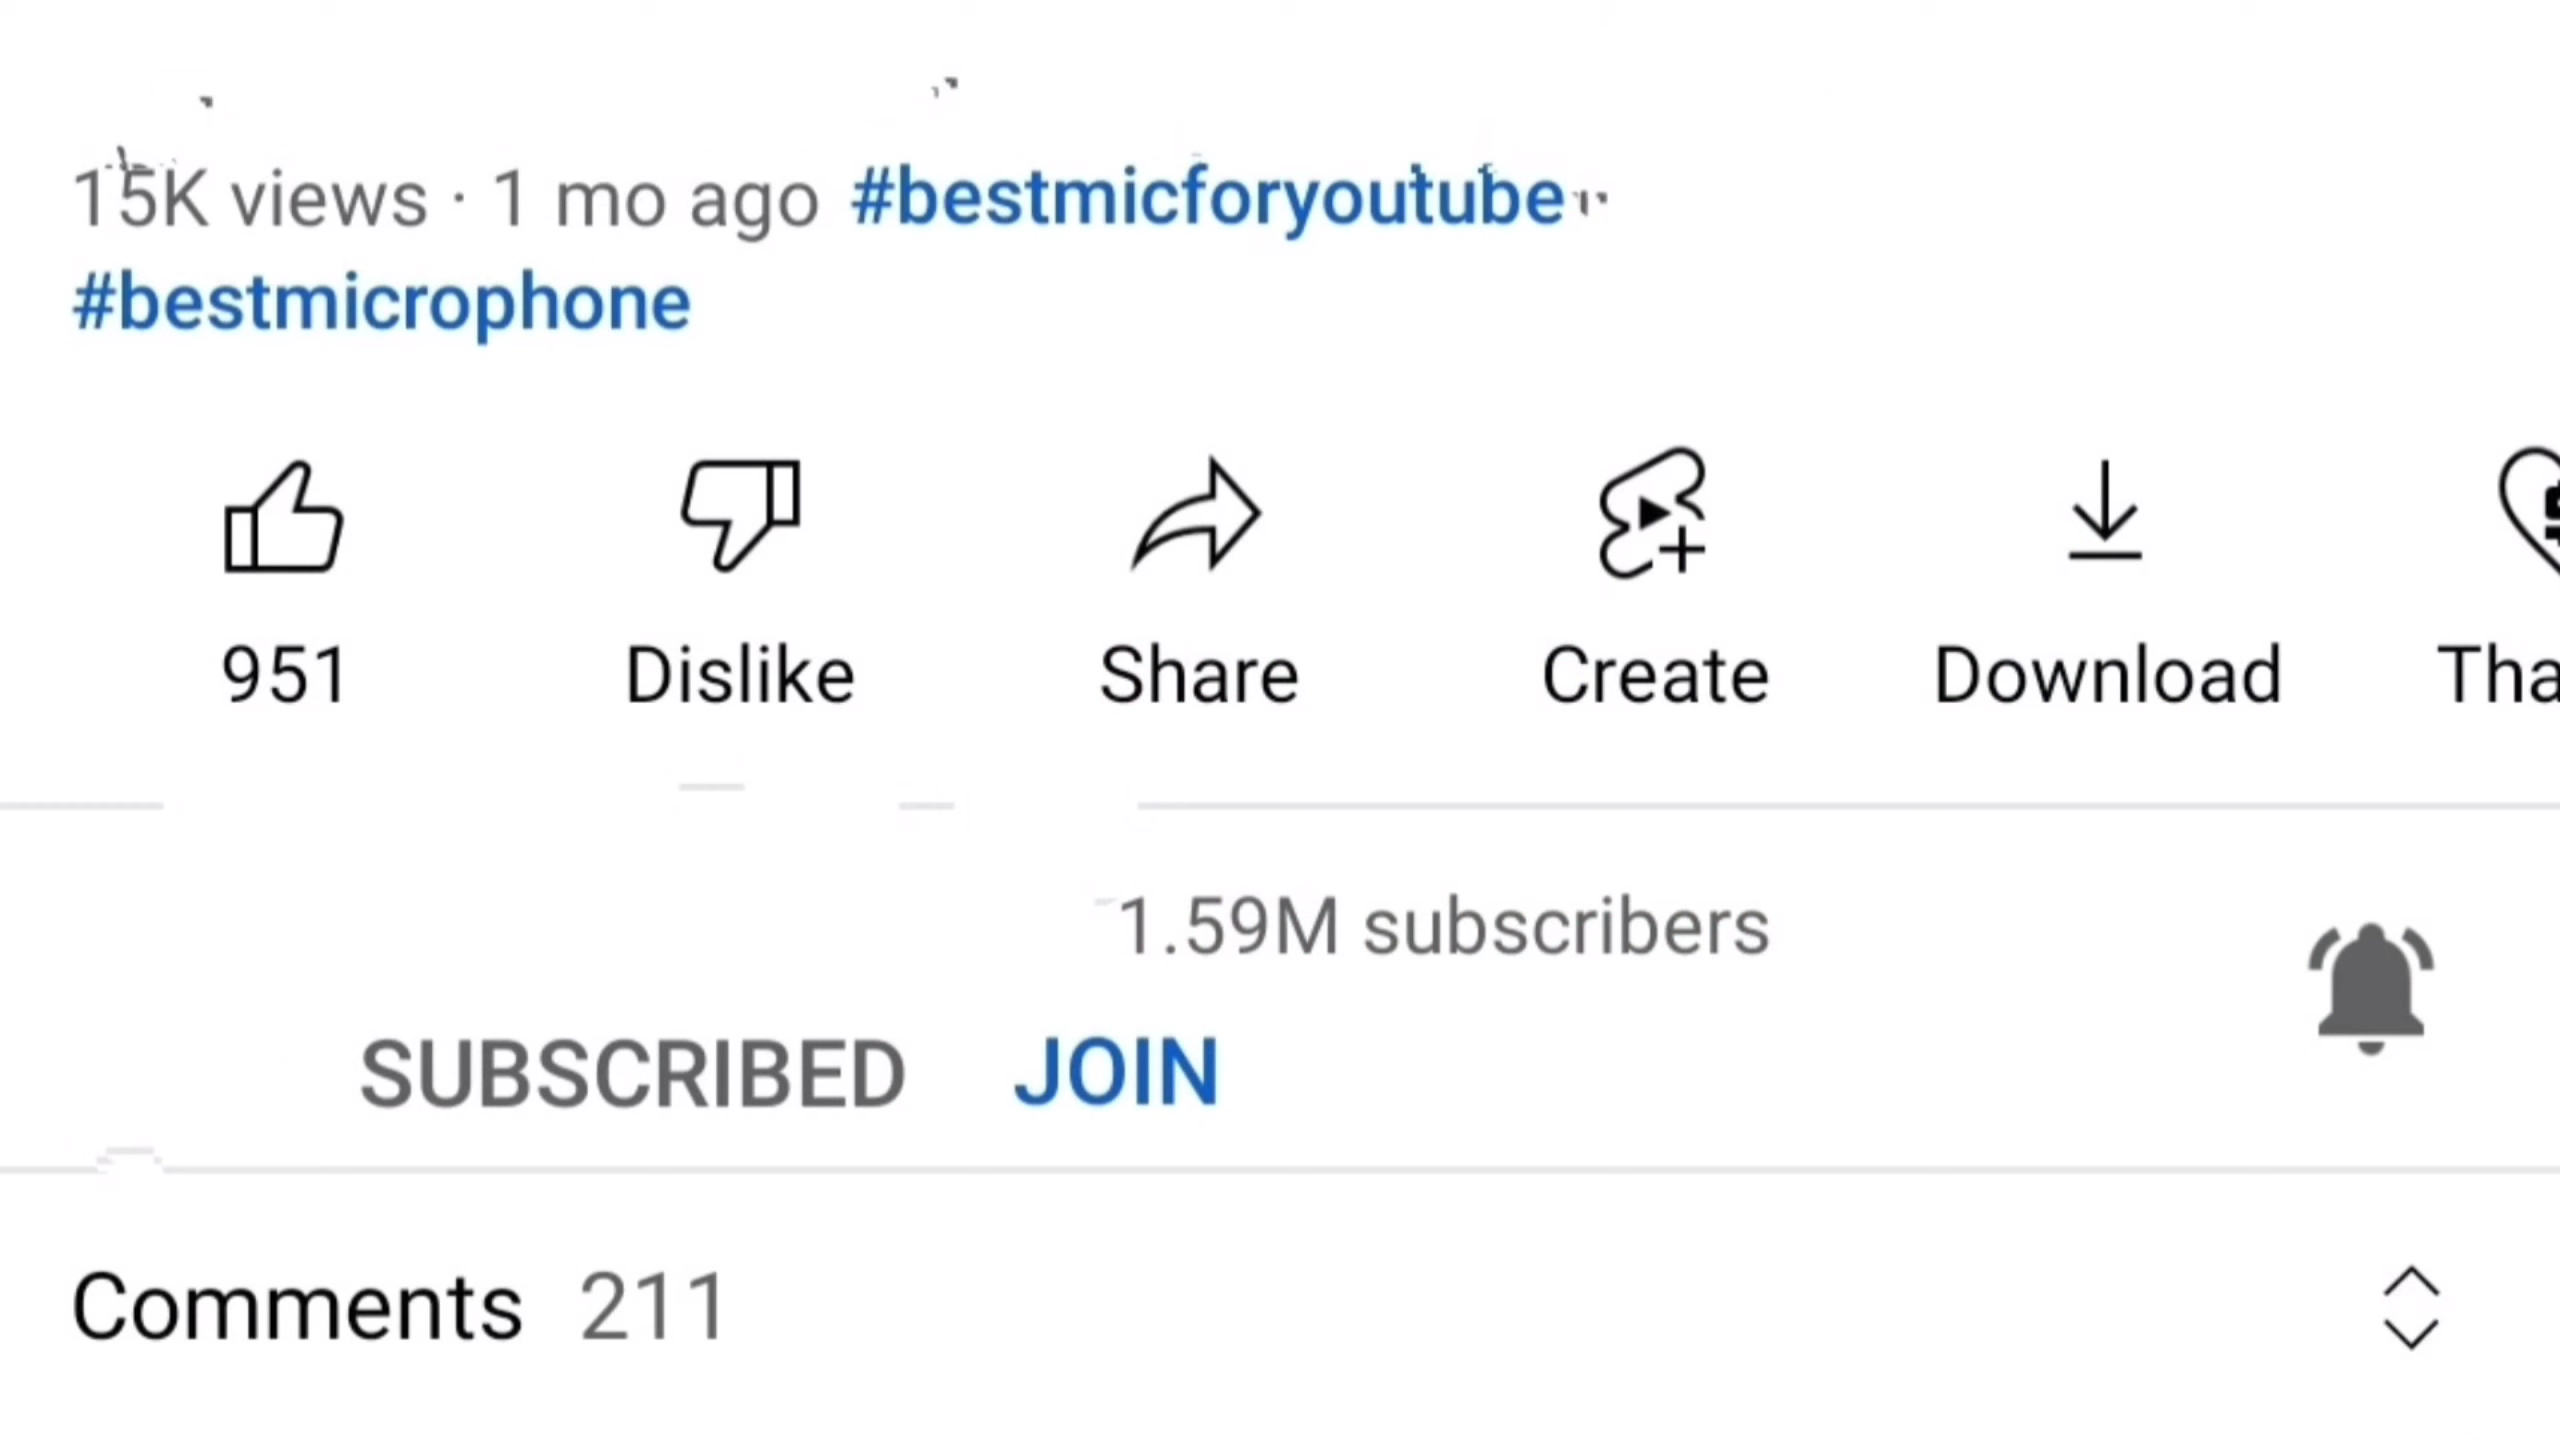 15K views · 1 mo ago #bestmicforyoutube
#bestmicrophone
951 Dislike Share Create Download Tha
1.59M subscribers
SUBSCRIBED JOIN
Comments 211